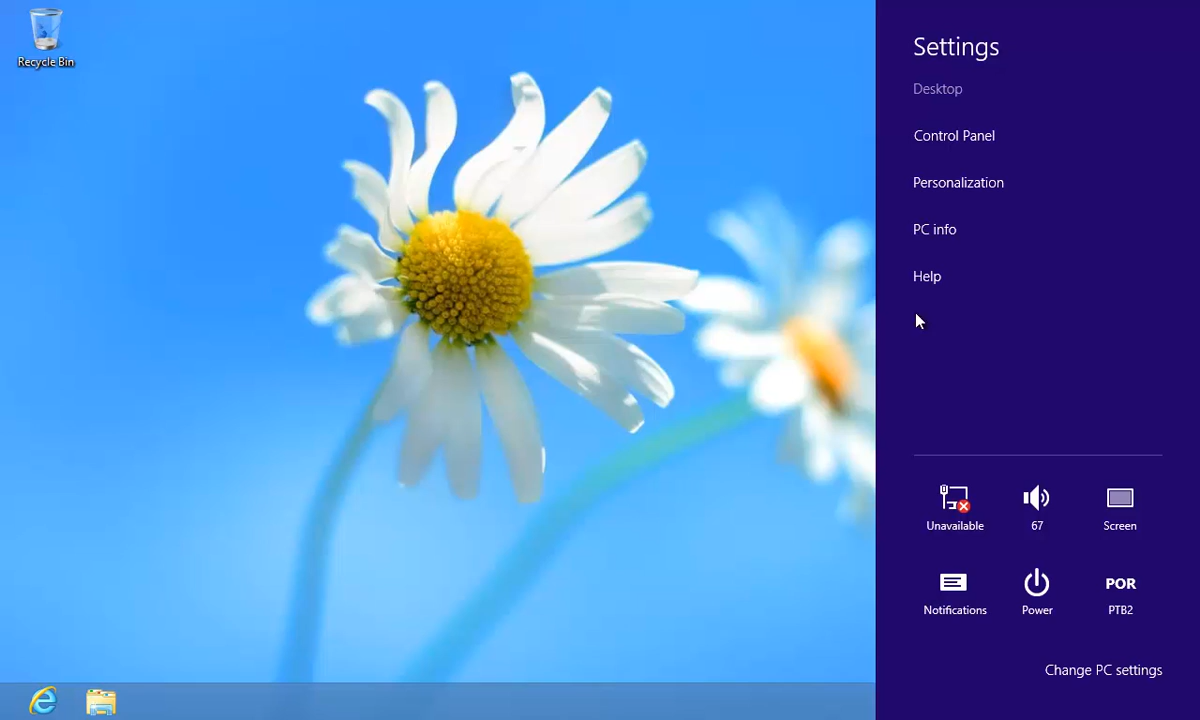 Recycle Bin
Settings
Desktop
Control Panel
Personalization
PC info
Help
Unavailable
67
Screen
Notifications
Power
POR
PTB2
Change PC settings